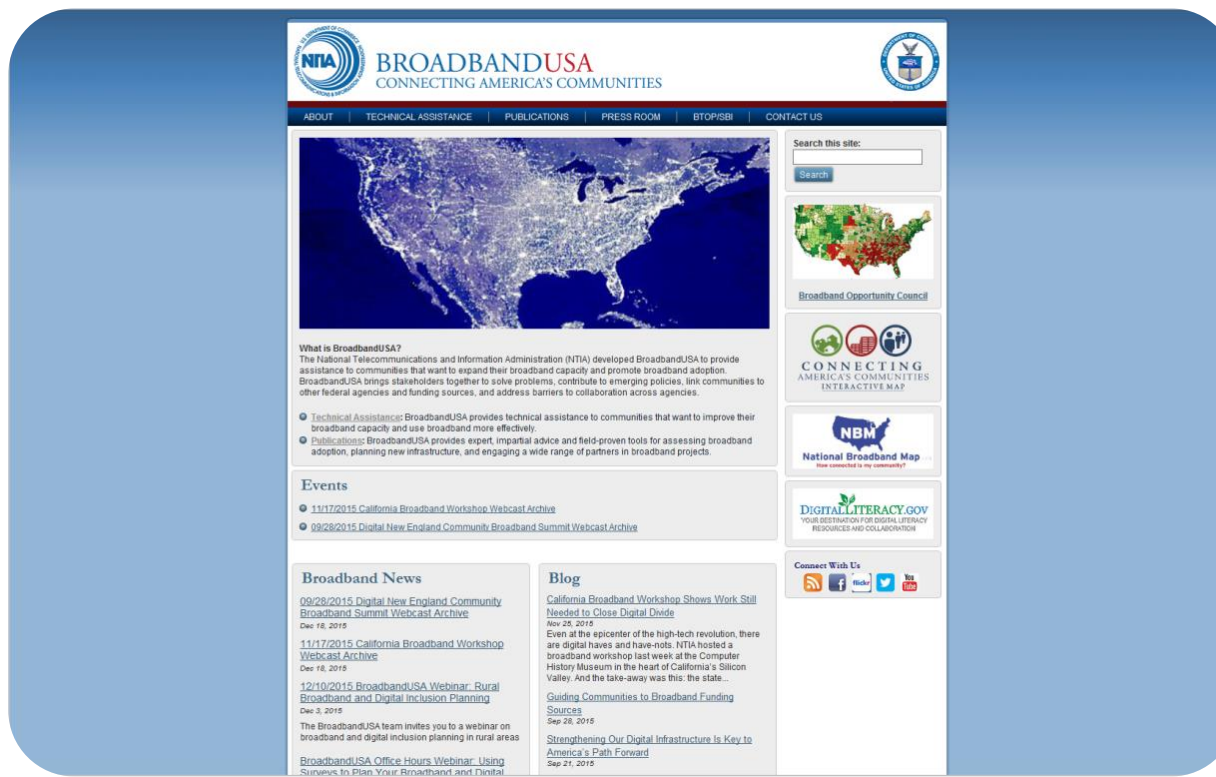 NTIA
BROADBANDUSA
CONNECTING AMERICA'S COMMUNITIES
ABOUT | TECHNICAL ASSISTANCE | PUBLICATIONS | PRESS ROOM | BTOP/SBI | CONTACT US
What is BroadbandUSA?
The National Telecommunications and Information Administration (NTIA) developed BroadbandUSA to provide
assistance to communities that want to expand their broadband capacity and promote broadband adoption.
BroadbandUSA brings stakeholders together to solve problems, contribute to emerging policies, link communities to
other federal agencies and funding sources, and address barriers to collaboration across agencies.
Technical Assistance: BroadbandUSA provides technical assistance to communities that want to improve their
broadband capacity and use broadband more effectively.
Publications: BroadbandUSA provides expert, impartial advice and field-proven tools for assessing broadband
adoption, planning new infrastructure, and engaging a wide range of partners in broadband projects.
Events
11/17/2015 California Broadband Workshop Webcast Archive
09/28/2015 Digital New England Community Broadband Summit Webcast Archive
Broadband News
09/28/2015 Digital New England Community
Broadband Summit Webcast Archive
Dec 18, 2015
11/17/2015 California Broadband Workshop
Webcast Archive
Dec 18, 2015
12/10/2015 BroadbandUSA Webinar: Rural
Broadband and Digital Inclusion Planning
Dec 3, 2015
The BroadbandUSA team invites you to a webinar on
broadband and digital inclusion planning in rural areas
BroadbandUSA Office Hours Webinar: Using
Surveys to Plan Your Broadband and Digital
Blog
California Broadband Workshop Shows Work Still
Needed to Close Digital Divide
Nov 25, 2015
Even at the epicenter of the high-tech revolution, there
are digital haves and have-nots. NTIA hosted a
broadband workshop last week at the Computer
History Museum in the heart of California's Silicon
Valley. And the take-away was this: the state...
Guiding Communities to Broadband Funding
Sources
Sep 28, 2015
Strengthening Our Digital Infrastructure Is Key to
America's Path Forward
Sep 21, 2015
Search this site:
Search
Broadband Opportunity Council
CONNECTING
AMERICA'S COMMUNITIES
INTERACTIVE MAP
NBM
National Broadband Map
How connected is my community?
DIGITALLITERACY.GOV
YOUR DESTINATION FOR DIGITAL LITERACY
RESOURCES AND COLLABORATION
Connect With Us
flickr
You
Tube